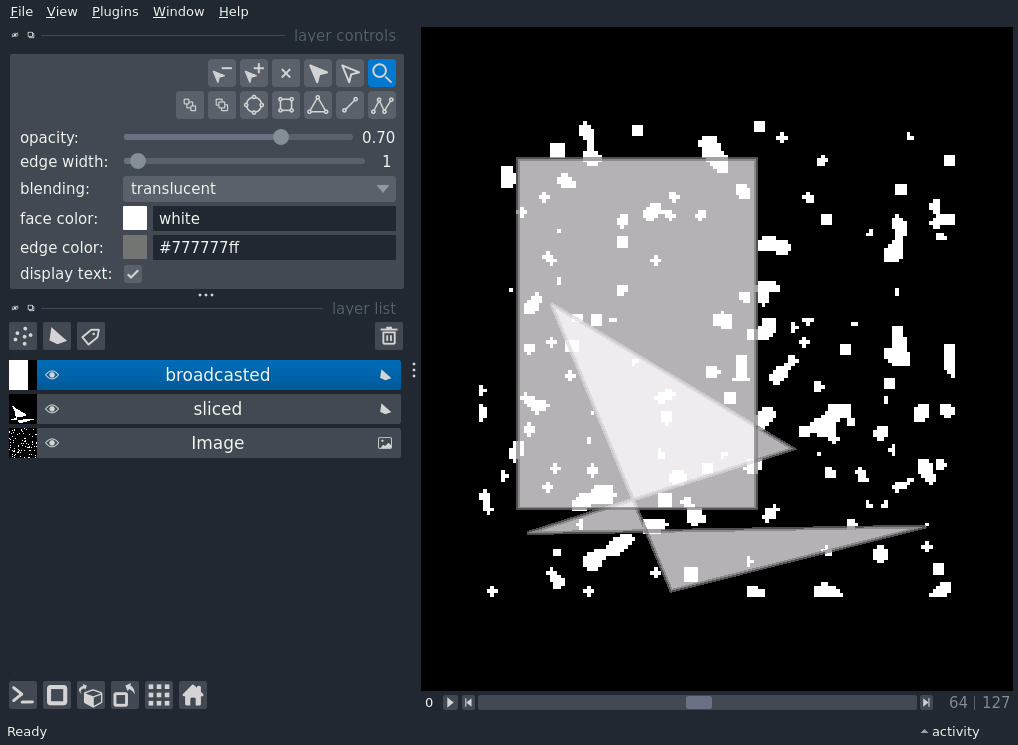 File View Plugins Window Help
layer controls
opacity: 0.70
edge width: 1
blending: translucent
face color: white
edge color: #777777ff
display text:
layer list
broadcasted
sliced
Image
0 64 | 127
Ready activity